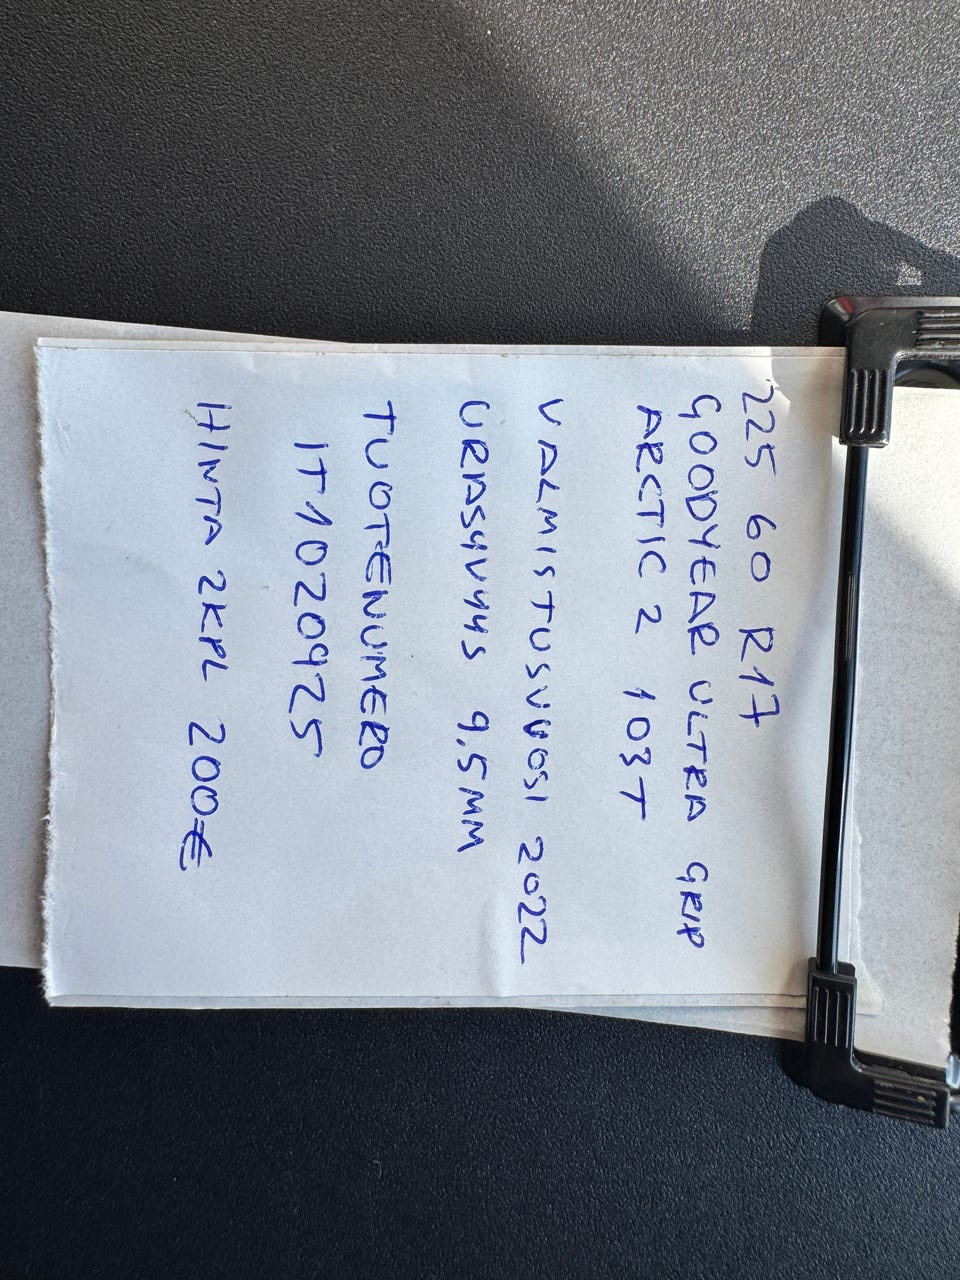 225 60 R17
GOODYEAR ULTRA GRIP
ARCTIC 2 103T
VALMISTUSVUOSI 2022
URASYVYYS 9,5MM
TUOTENUMERO
IT1020925
HINTA 2KPL 200€